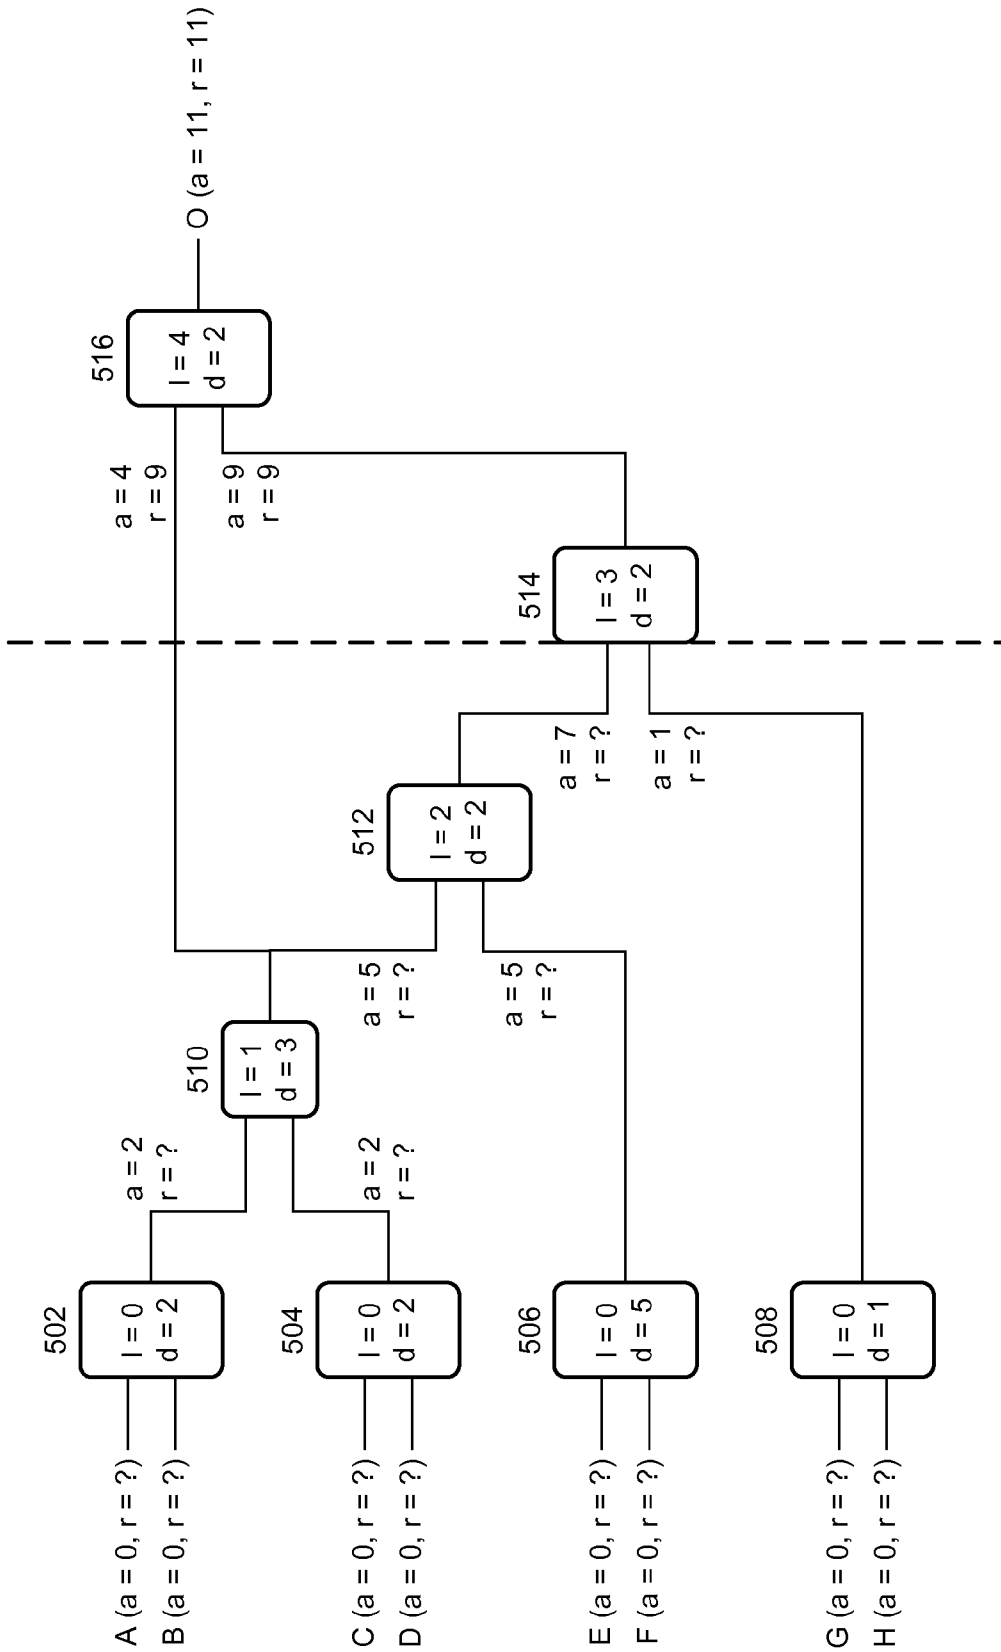 A (a = 0, r = ?)
B (a = 0, r = ?)
502
l = 0
d = 2
a = 2
r = ?
C (a = 0, r = ?)
D (a = 0, r = ?)
504
l = 0
d = 2
a = 2
r = ?
510
l = 1
d = 3
a = 5
r = ?
E (a = 0, r = ?)
F (a = 0, r = ?)
506
l = 0
d = 5
a = 5
r = ?
512
l = 2
d = 2
a = 7
r = ?
G (a = 0, r = ?)
H (a = 0, r = ?)
508
l = 0
d = 1
a = 1
r = ?
514
l = 3
d = 2
a = 4
r = 9
a = 9
r = 9
516
l = 4
d = 2
O (a = 11, r = 11)